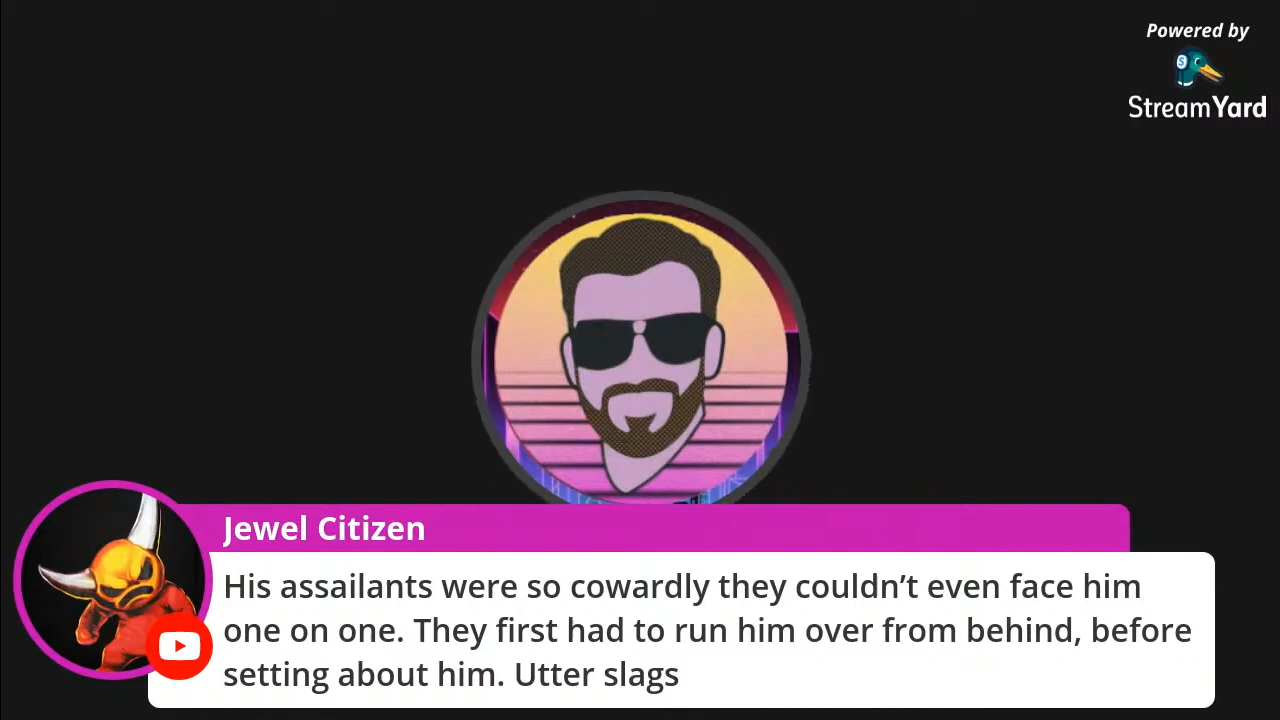 Powered by
StreamYard
Jewel Citizen
His assailants were so cowardly they couldn’t even face him
one on one. They first had to run him over from behind, before
setting about him. Utter slags